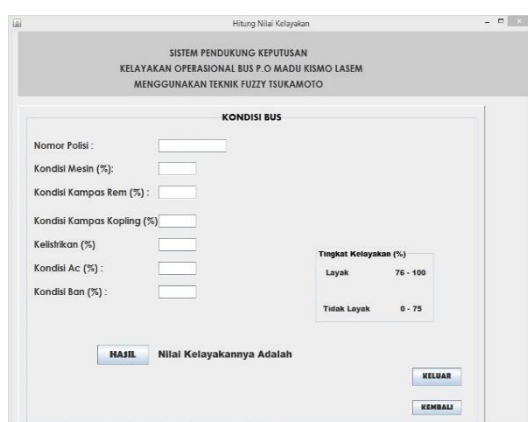 Hitung Nilai Kelayakan
SISTEM PENDUKUNG KEPUTUSAN
KELAYAKAN OPERASIONAL BUS P.O MADU KISMO LASEM
MENGGUNAKAN TEKNIK FUZZY TSUKAMOTO
KONDISI BUS
Nomor Polisi :
Kondisi Mesin (%):
Kondisi Kampas Rem (%) :
Kondisi Kampas Kopling (%)
Kelistrikan (%)
Kondisi Ac (%) :
Kondisi Ban (%) :
Tingkat Kelayakan (%)
Layak 76 - 100
Tidak Layak 0 - 75
HASIL Nilai Kelayakannya Adalah
KELUAR
KEMBALI